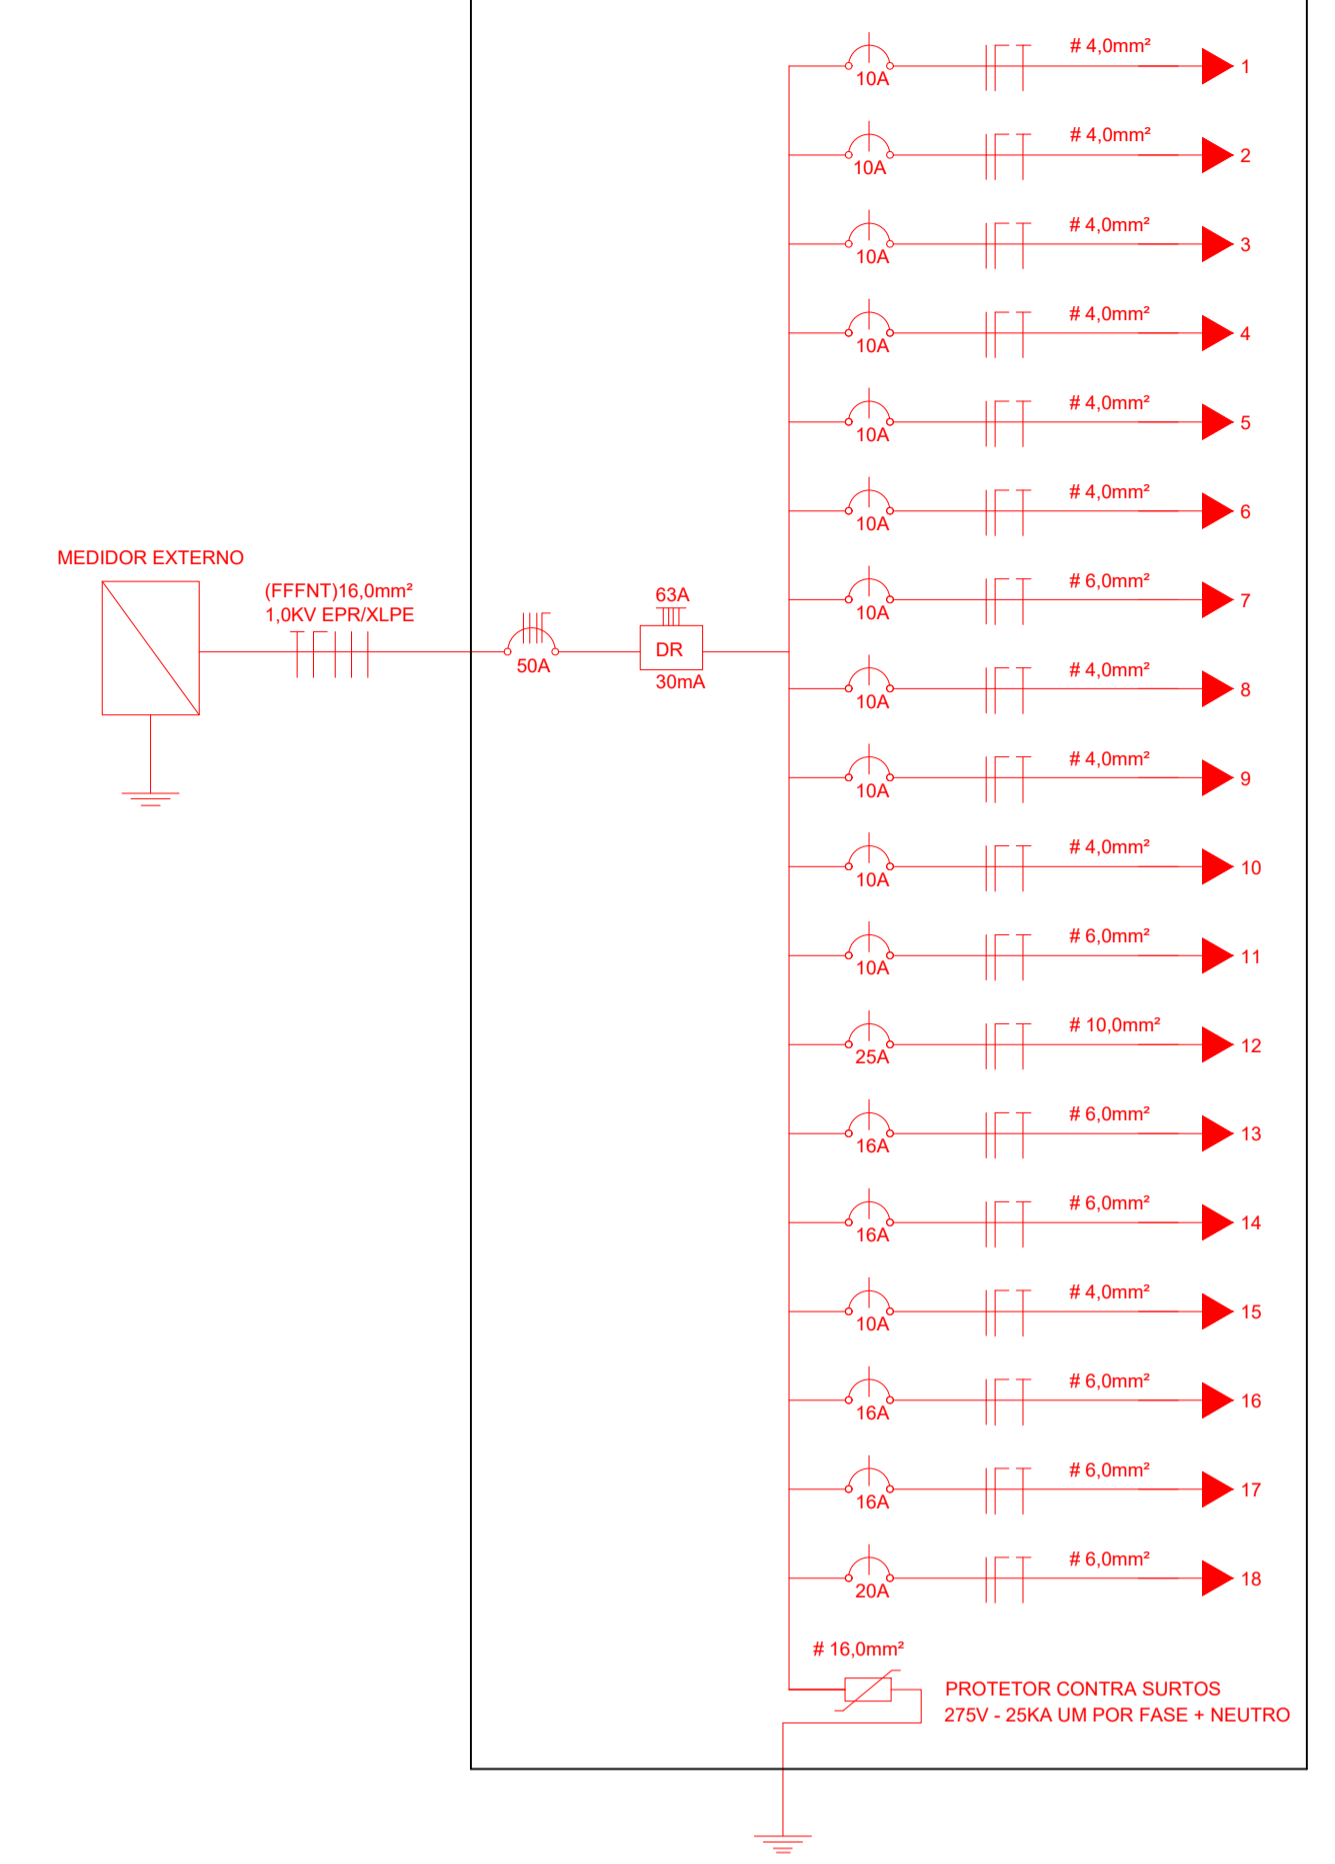 # 4,0mm²
10A
1
# 4,0mm²
10A
2
# 4,0mm²
10A
3
# 4,0mm²
10A
4
# 4,0mm²
10A
5
# 4,0mm²
10A
6
MEDIDOR EXTERNO
(FFFNT)16,0mm²
1,0KV EPR/XLPE
50A
63A
DR
30mA
# 6,0mm²
10A
7
# 4,0mm²
10A
8
# 4,0mm²
10A
9
# 4,0mm²
10A
10
# 6,0mm²
10A
11
# 10,0mm²
25A
12
# 6,0mm²
16A
13
# 6,0mm²
16A
14
# 4,0mm²
10A
15
# 6,0mm²
16A
16
# 6,0mm²
16A
17
# 6,0mm²
20A
18
# 16,0mm²
PROTETOR CONTRA SURTOS
275V - 25KA UM POR FASE + NEUTRO